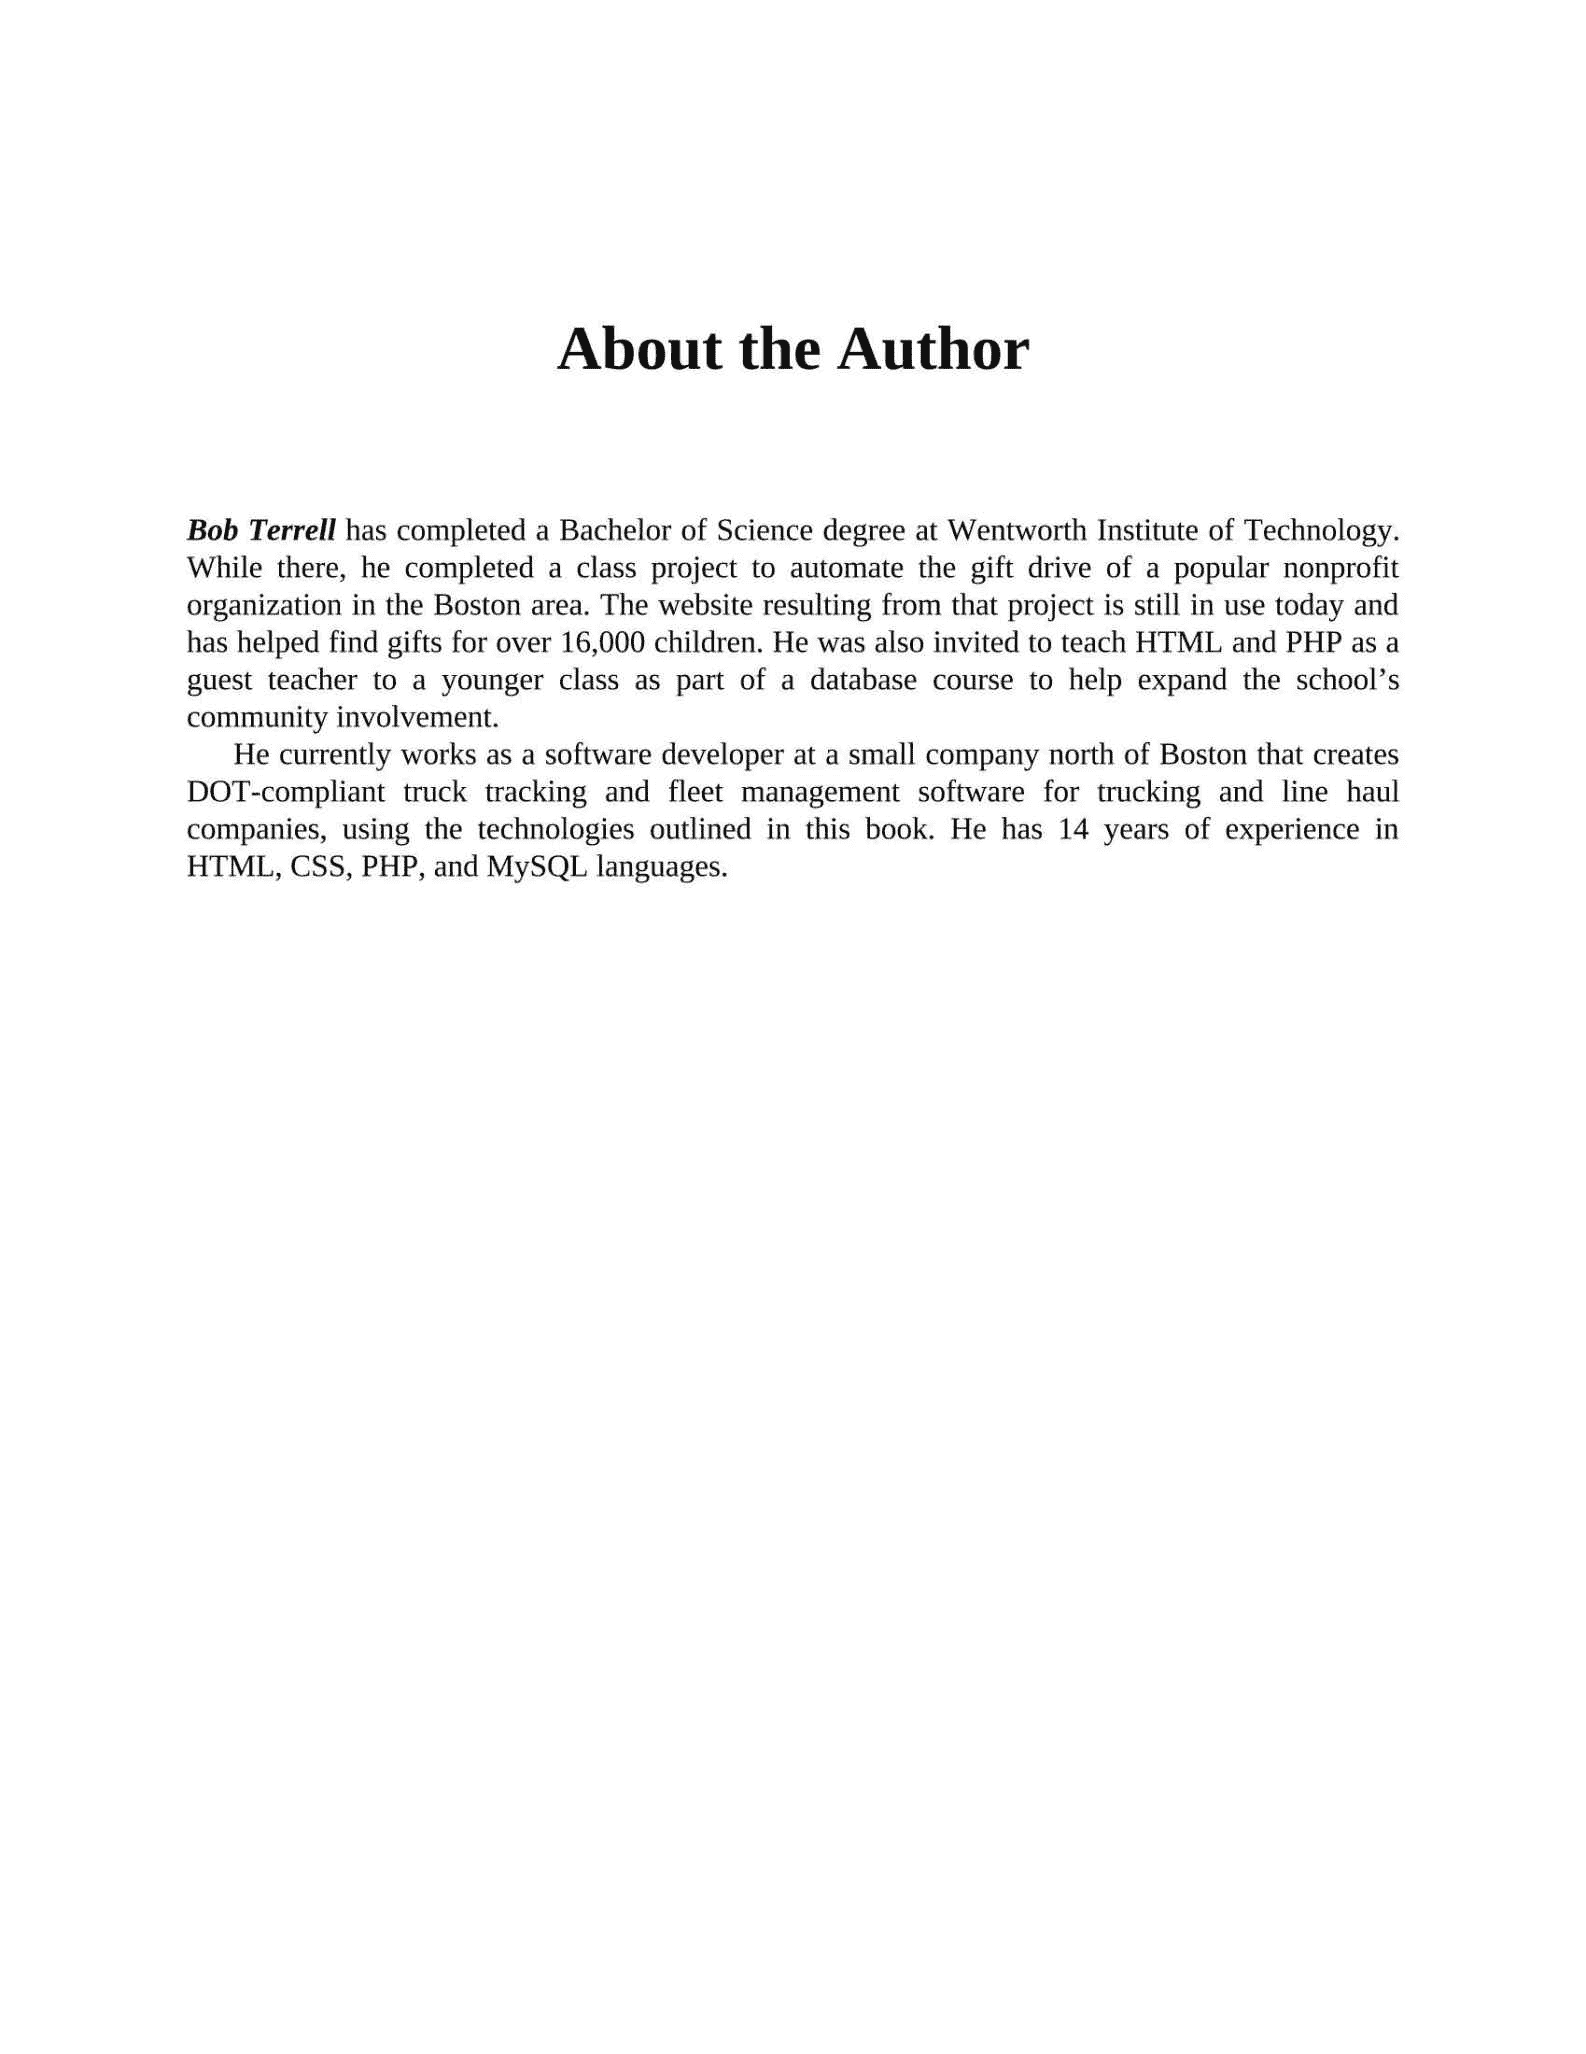 About the Author
Bob Terrell has completed a Bachelor of Science degree at Wentworth Institute of Technology.
While there, he completed a class project to automate the gift drive of a popular nonprofit
organization in the Boston area. The website resulting from that project is still in use today and
has helped find gifts for over 16,000 children. He was also invited to teach HTML and PHP as a
guest teacher to a younger class as part of a database course to help expand the school’s
community involvement.
He currently works as a software developer at a small company north of Boston that creates
DOT-compliant truck tracking and fleet management software for trucking and line haul
companies, using the technologies outlined in this book. He has 14 years of experience in
HTML, CSS, PHP, and MySQL languages.